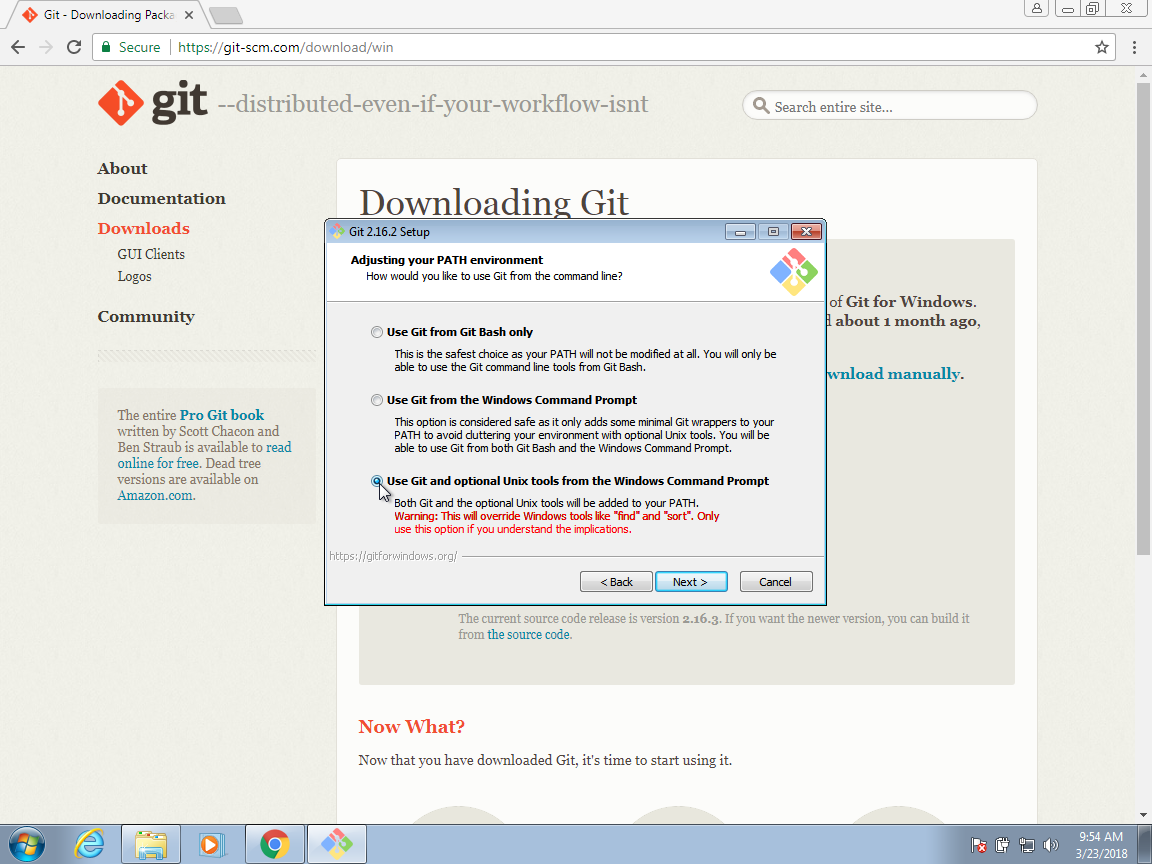 Git - Downloading Packa
Secure
https://git-scm.com/download/win
git --distributed-even-if-your-workflow-isnt
Search entire site...
About
Documentation
Downloads
GUI Clients
Logos
Community
The entire Pro Git book
written by Scott Chacon and
Ben Straub is available to read
online for free. Dead tree
versions are available on
Amazon.com.
Downloading Git
of Git for Windows.
d about 1 month ago,
wnload manually.
Git 2.16.2 Setup
Adjusting your PATH environment
How would you like to use Git from the command line?
Use Git from Git Bash only
This is the safest choice as your PATH will not be modified at all. You will only be
able to use the Git command line tools from Git Bash.
Use Git from the Windows Command Prompt
This option is considered safe as it only adds some minimal Git wrappers to your
PATH to avoid cluttering your environment with optional Unix tools. You will be
able to use Git from both Git Bash and the Windows Command Prompt.
Use Git and optional Unix tools from the Windows Command Prompt
Both Git and the optional Unix tools will be added to your PATH.
Warning: This will override Windows tools like "find" and "sort". Only
use this option if you understand the implications.
https://gitforwindows.org/
< Back
Next >
Cancel
The current source code release is version 2.16.3. If you want the newer version, you can build it
from the source code.
Now What?
Now that you have downloaded Git, it's time to start using it.
9:54 AM
3/23/2018